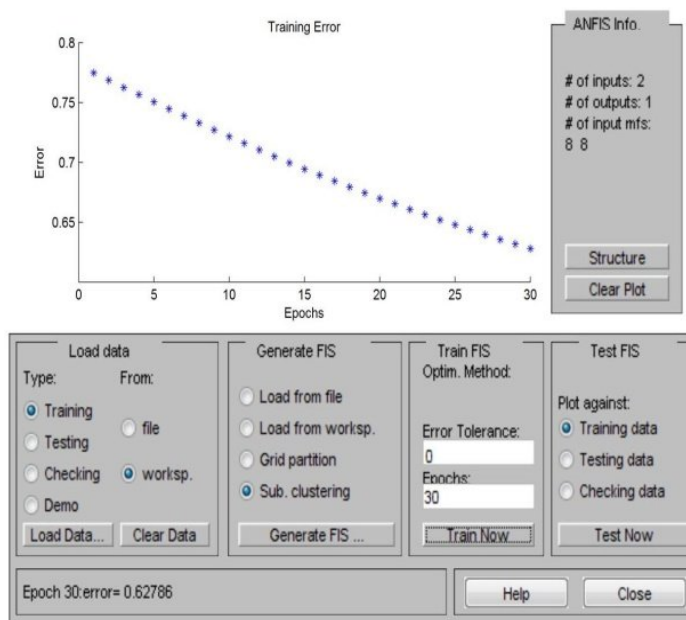 Training Error
0.8
0.75
0.7
0.65
Error
0 5 10 15 20 25 30
Epochs
ANFIS Info.
# of inputs: 2
# of outputs: 1
# of input mfs:
8 8
Structure
Clear Plot
Load data
Type: From:
Training
Testing
Checking
Demo
file
worksp.
Load Data... Clear Data
Generate FIS
Load from file
Load from worksp.
Grid partition
Sub. clustering
Generate FIS ...
Train FIS
Optim. Method:
Error Tolerance:
0
Epochs:
30
Train Now
Test FIS
Plot against:
Training data
Testing data
Checking data
Test Now
Epoch 30:error= 0.62786
Help Close